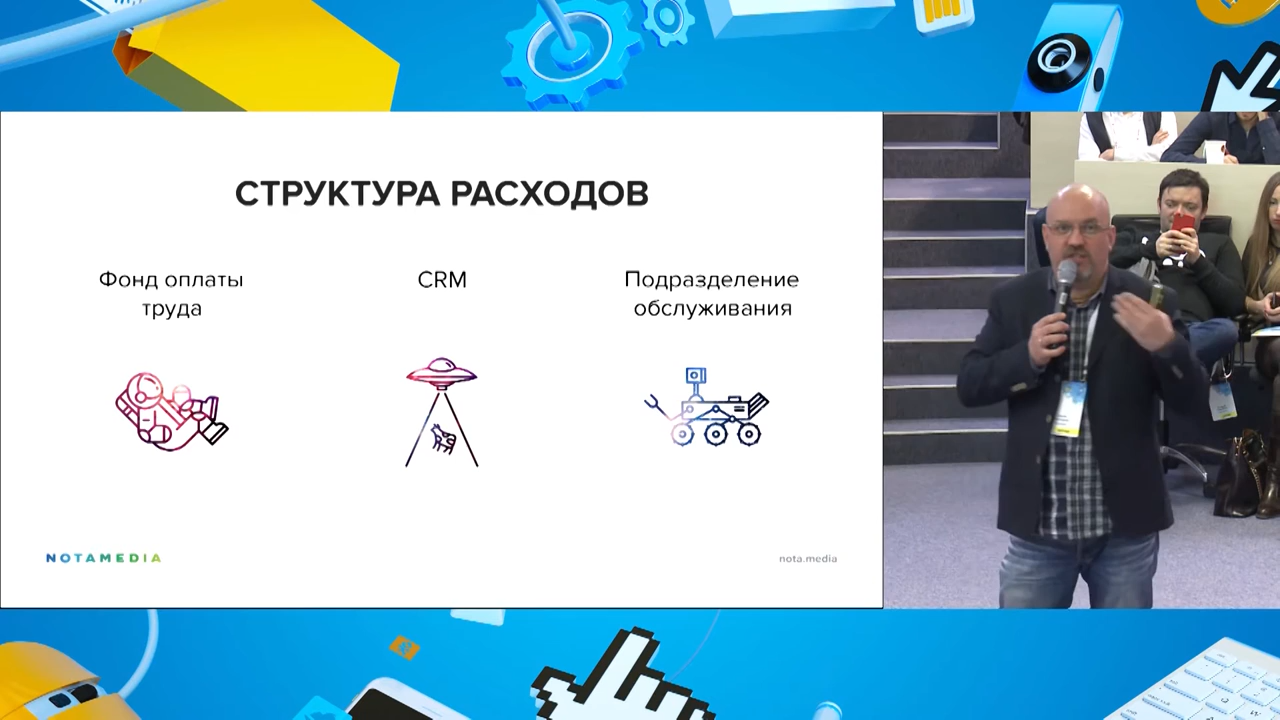 СТРУКТУРА РАСХОДОВ
Фонд оплаты
труда
CRM
Подразделение
обслуживания
NOTAMEDIA
nota.media